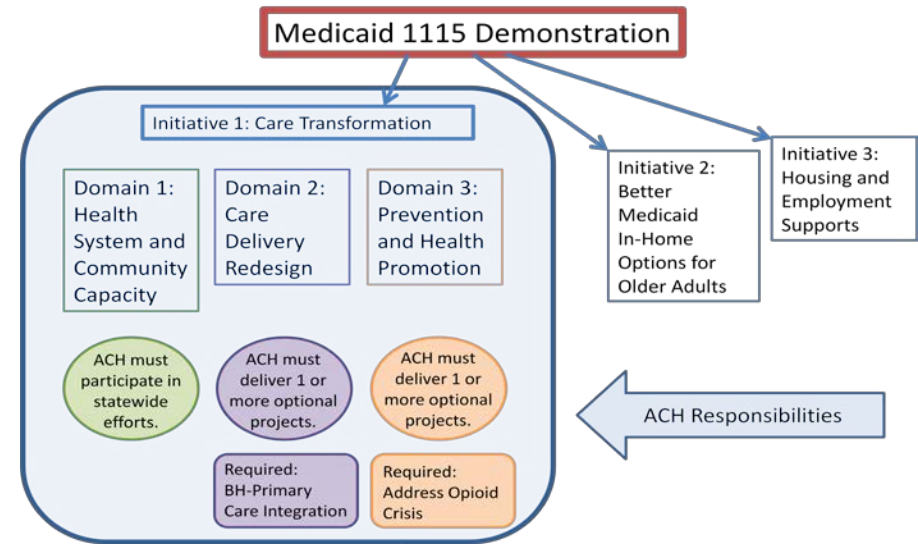 Medicaid 1115 Demonstration
Initiative 1: Care Transformation
Domain 1:
Health
System and
Community
Capacity
Domain 2:
Care
Delivery
Redesign
Domain 3:
Prevention
and Health
Promotion
Initiative 2:
Better
Medicaid
In-Home
Options for
Older Adults
Initiative 3:
Housing and
Employment
Supports
ACH must
participate in
statewide
efforts.
ACH must
deliver 1 or
more optional
projects.
ACH must
deliver 1 or
more optional
projects.
ACH Responsibilities
Required:
BH-Primary
Care Integration
Required:
Address Opioid
Crisis